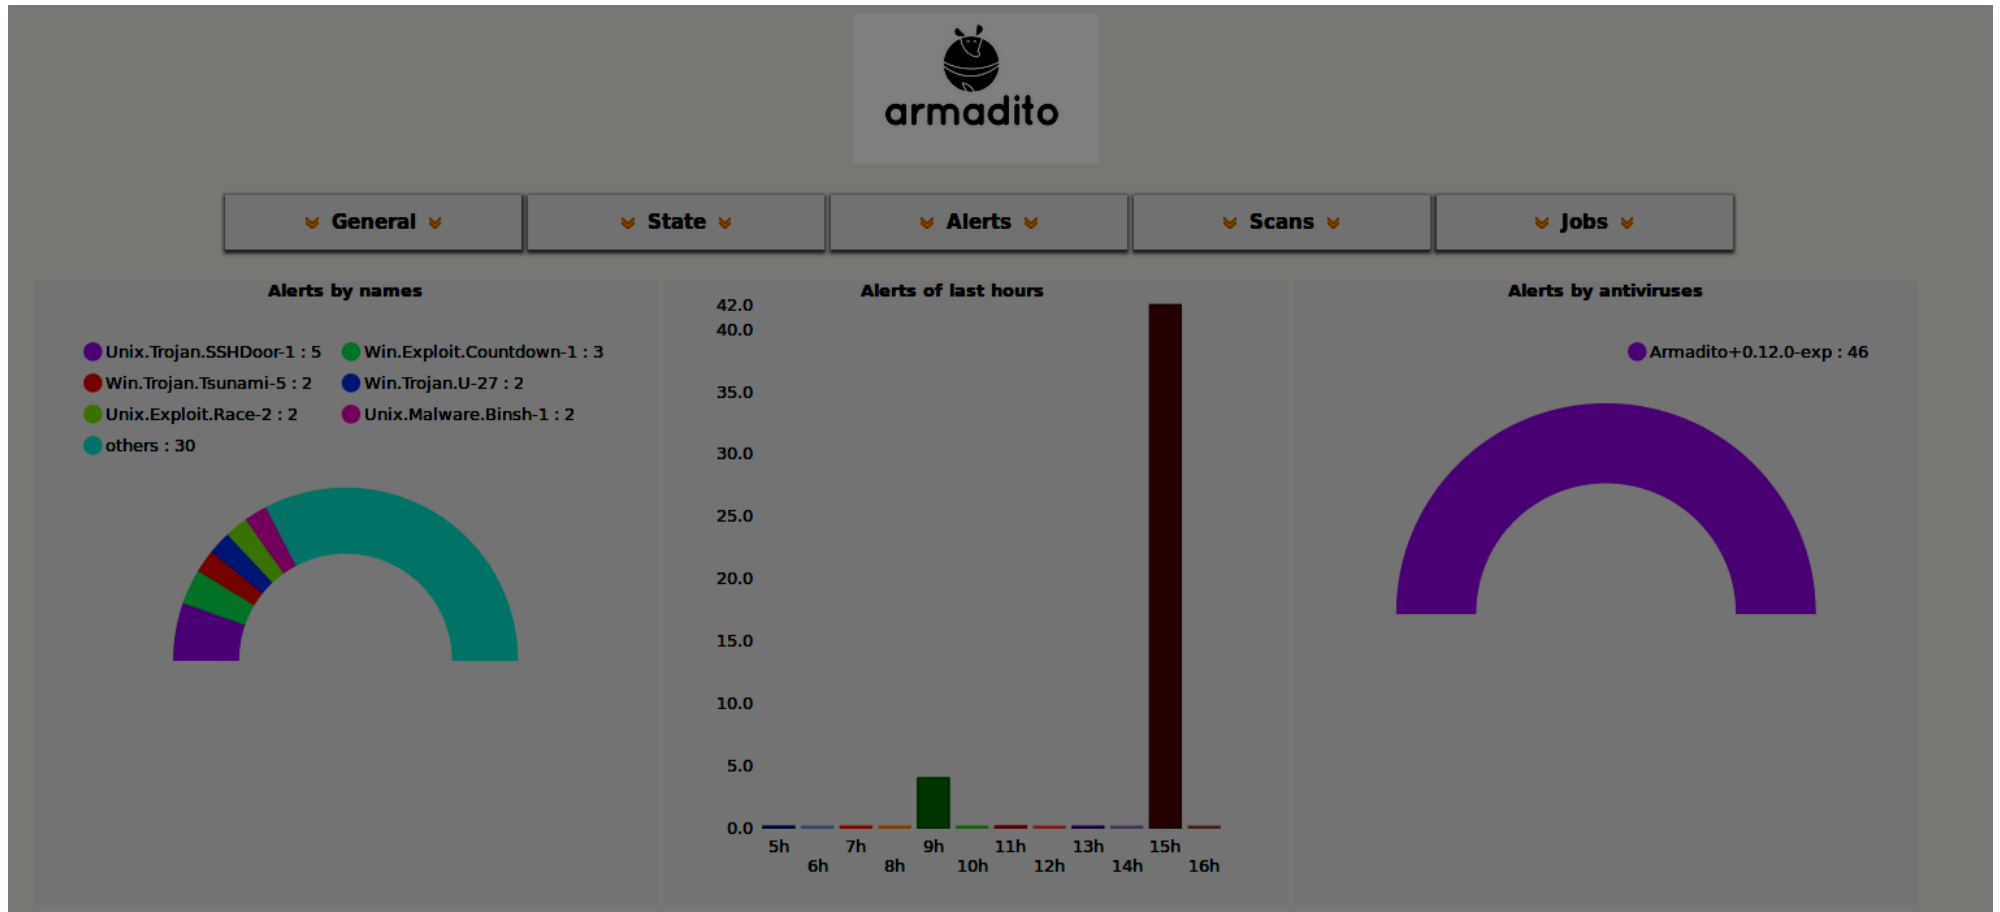 armadito
General
State
Alerts
Scans
Jobs
Alerts by names
Unix.Trojan.SSHDoor-1 : 5
Win.Exploit.Countdown-1 : 3
Win.Trojan.Tsunami-5 : 2
Win.Trojan.U-27 : 2
Unix.Exploit.Race-2 : 2
Unix.Malware.Binsh-1 : 2
others : 30
Alerts of last hours
42.0
40.0
35.0
30.0
25.0
20.0
15.0
10.0
5.0
0.0
5h
6h
7h
8h
9h
10h
11h
12h
13h
14h
15h
16h
Alerts by antiviruses
Armadito+0.12.0-exp : 46